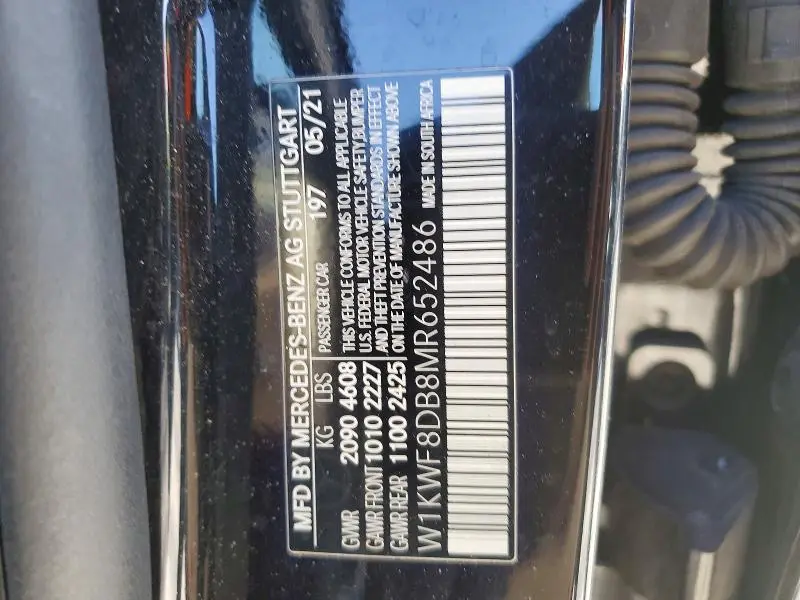 MFD BY MERCEDES-BENZ AG STUTTGART
KG LBS PASSENGER CAR 197 05/21
GVWR 2090 4608 THIS VEHICLE CONFORMS TO ALL APPLICABLE
U.S. FEDERAL MOTOR VEHICLE SAFETY BUMPER
GAWR FRONT 1010 2227 AND THEFT PREVENTION STANDARDS IN EFFECT
GAWR REAR 1100 2425 ON THE DATE OF MANUFACTURE SHOWN ABOVE
W1KWF8DB8MR652486 MADE IN SOUTH AFRICA